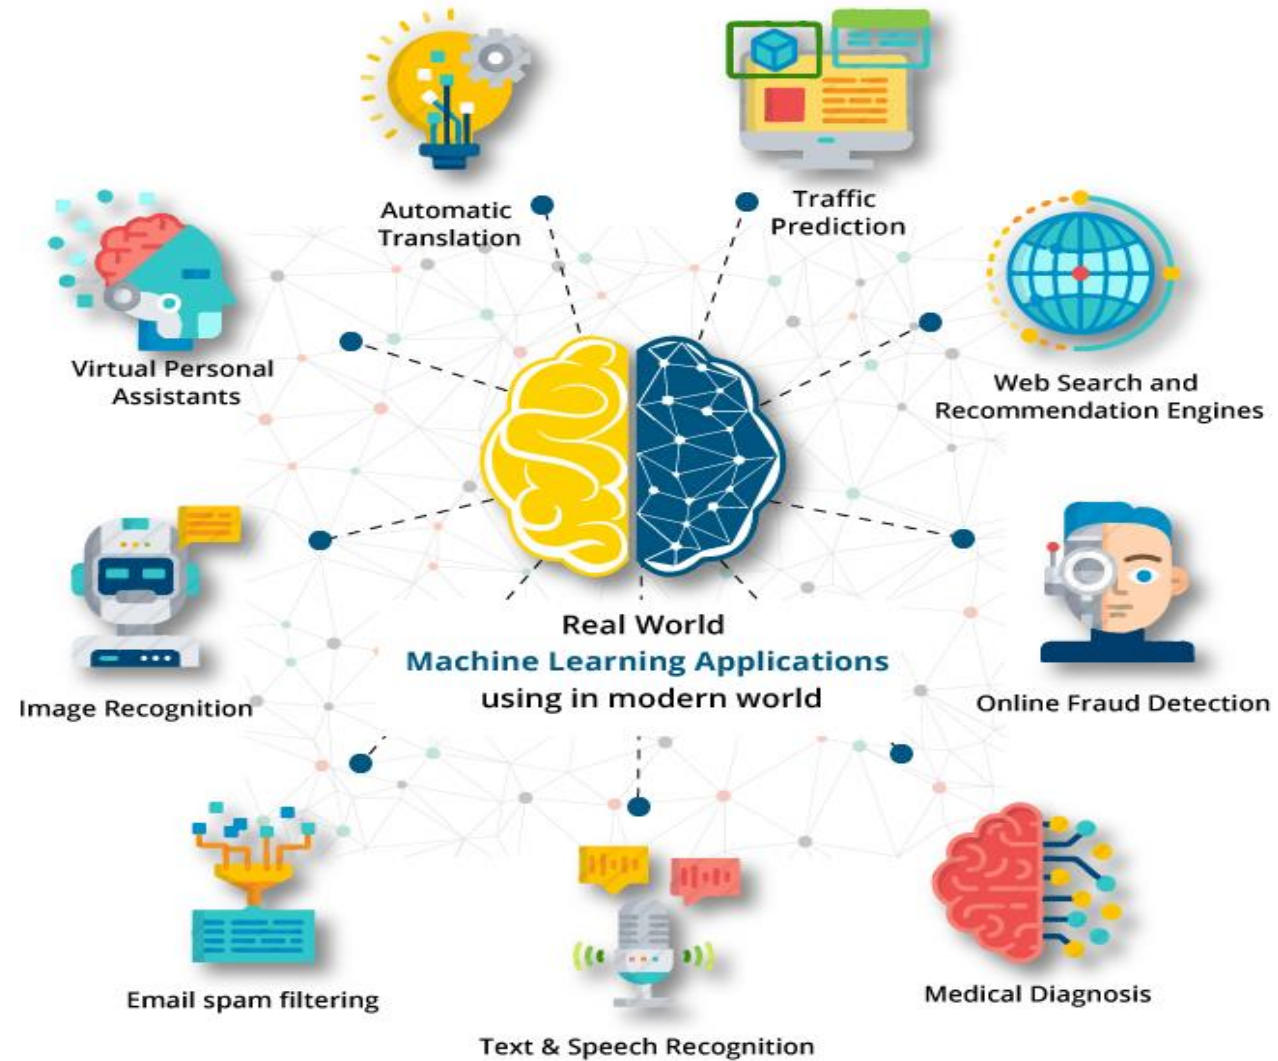 Automatic
Translation
Traffic
Prediction
Virtual Personal
Assistants
Web Search and
Recommendation Engines
Real World
Machine Learning Applications
using in modern world
Image Recognition
Online Fraud Detection
Email spam filtering
Medical Diagnosis
Text & Speech Recognition